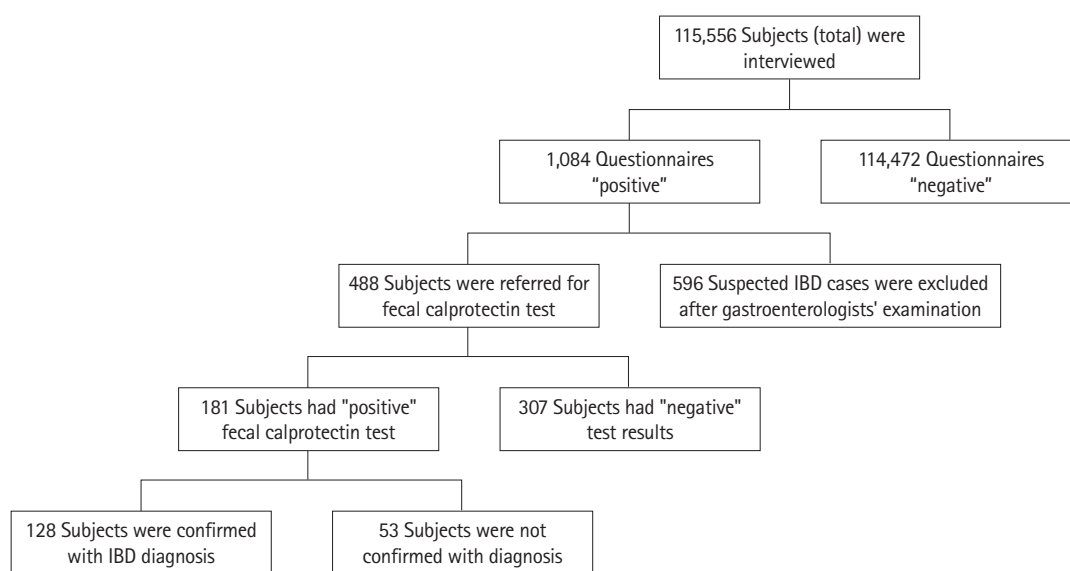 115,556 Subjects (total) were
interviewed
1,084 Questionnaires
“positive”
114,472 Questionnaires
“negative”
488 Subjects were referred for
fecal calprotectin test
596 Suspected IBD cases were excluded
after gastroenterologists' examination
181 Subjects had "positive"
fecal calprotectin test
307 Subjects had "negative"
test results
128 Subjects were confirmed
with IBD diagnosis
53 Subjects were not
confirmed with diagnosis